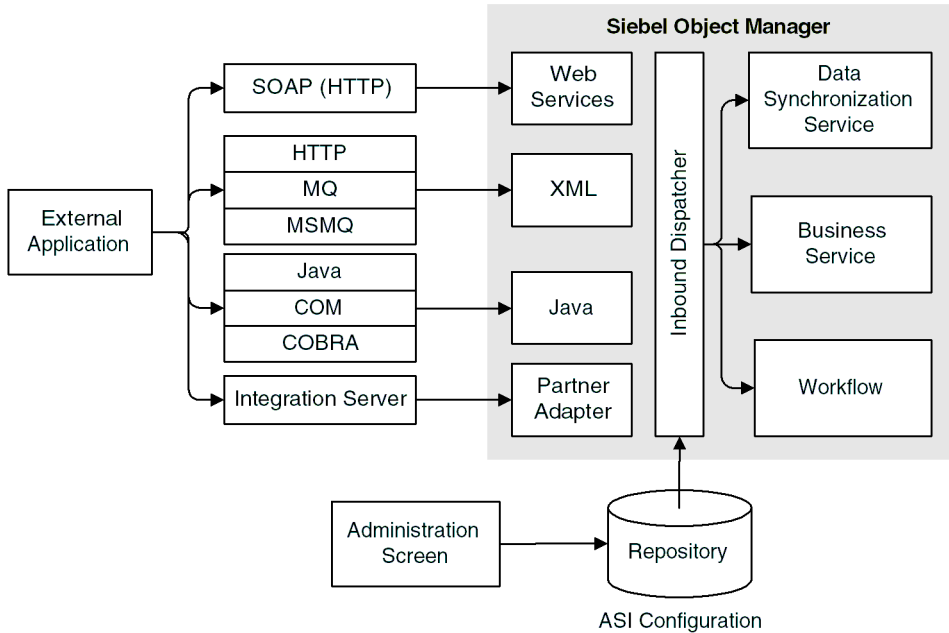 Siebel Object Manager
SOAP (HTTP)
Web
Services
Data
Synchronization
Service
HTTP
MQ
MSMQ
XML
External
Application
Inbound Dispatcher
Business
Service
Java
COM
COBRA
Java
Integration Server
Partner
Adapter
Workflow
Administration
Screen
Repository
ASI Configuration